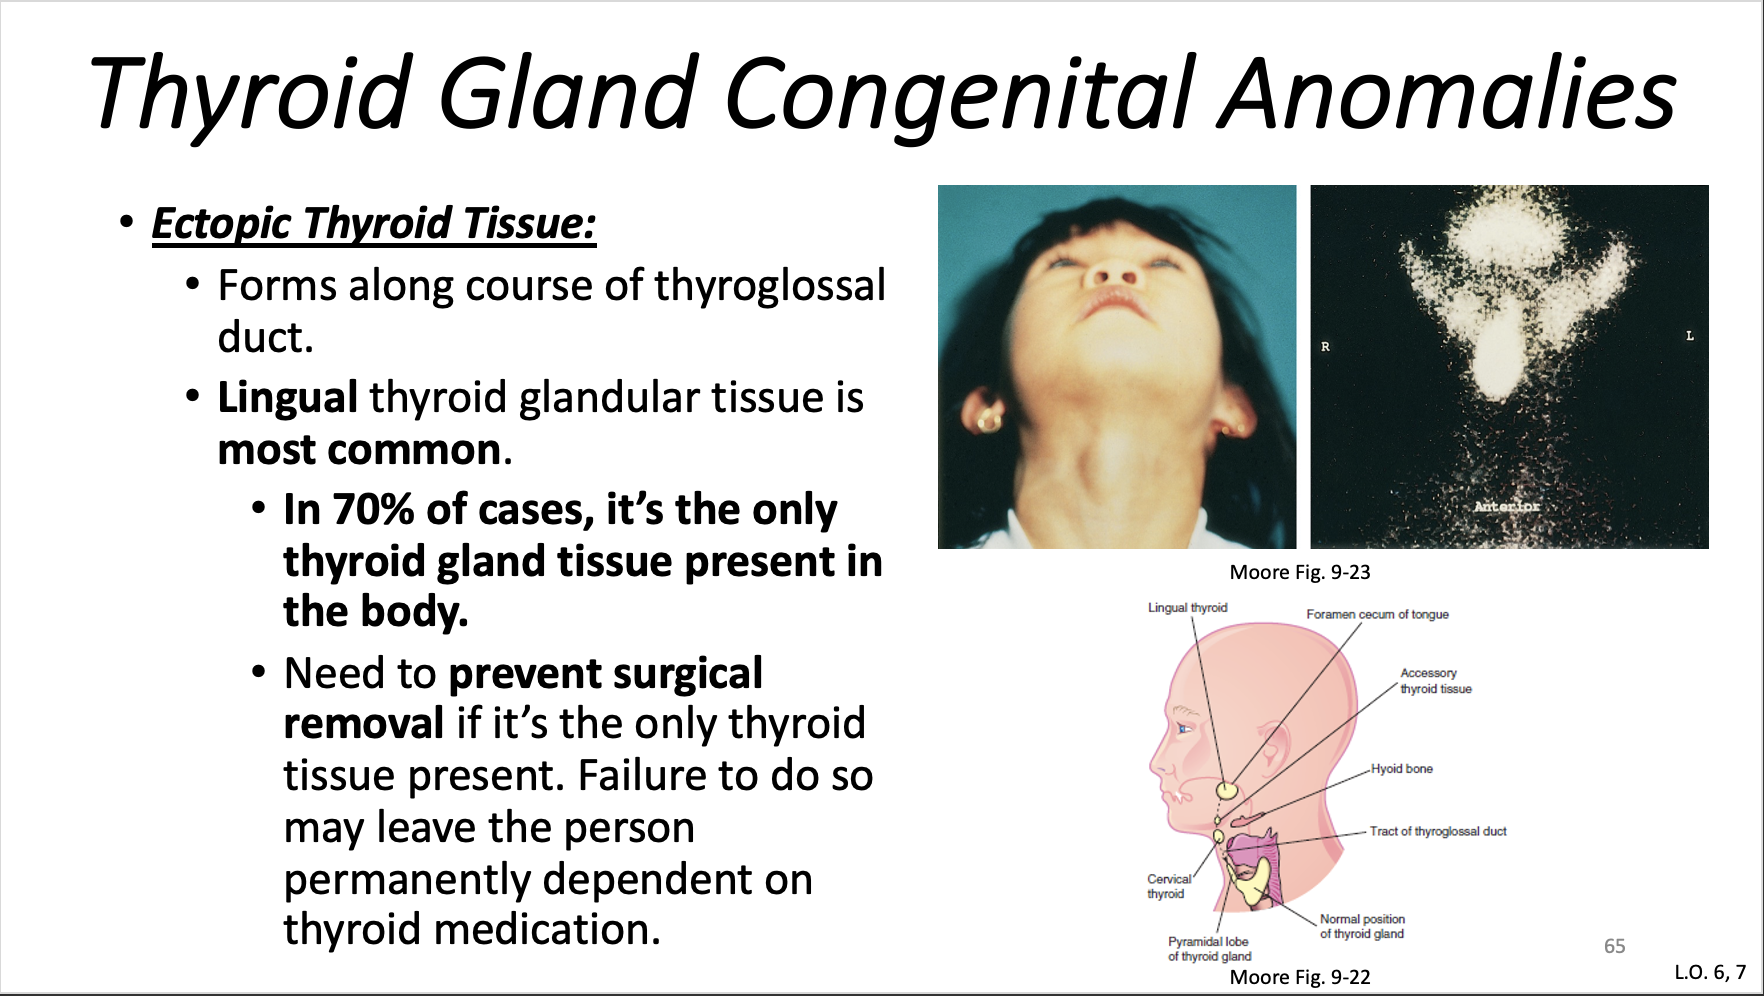 Thyroid Gland Congenital Anomalies
• Ectopic Thyroid Tissue:
• Forms along course of thyroglossal
duct.
• Lingual thyroid glandular tissue is
most common.
• In 70% of cases, it’s the only
thyroid gland tissue present in
the body.
• Need to prevent surgical
removal if it’s the only thyroid
tissue present. Failure to do so
may leave the person
permanently dependent on
thyroid medication.
R
L
Anterior
Moore Fig. 9-23
Lingual thyroid
Foramen cecum of tongue
Accessory
thyroid tissue
Hyoid bone
Tract of thyroglossal duct
Cervical
thyroid
Normal position
of thyroid gland
Pyramidal lobe
of thyroid gland
Moore Fig. 9-22
65
L.O. 6, 7